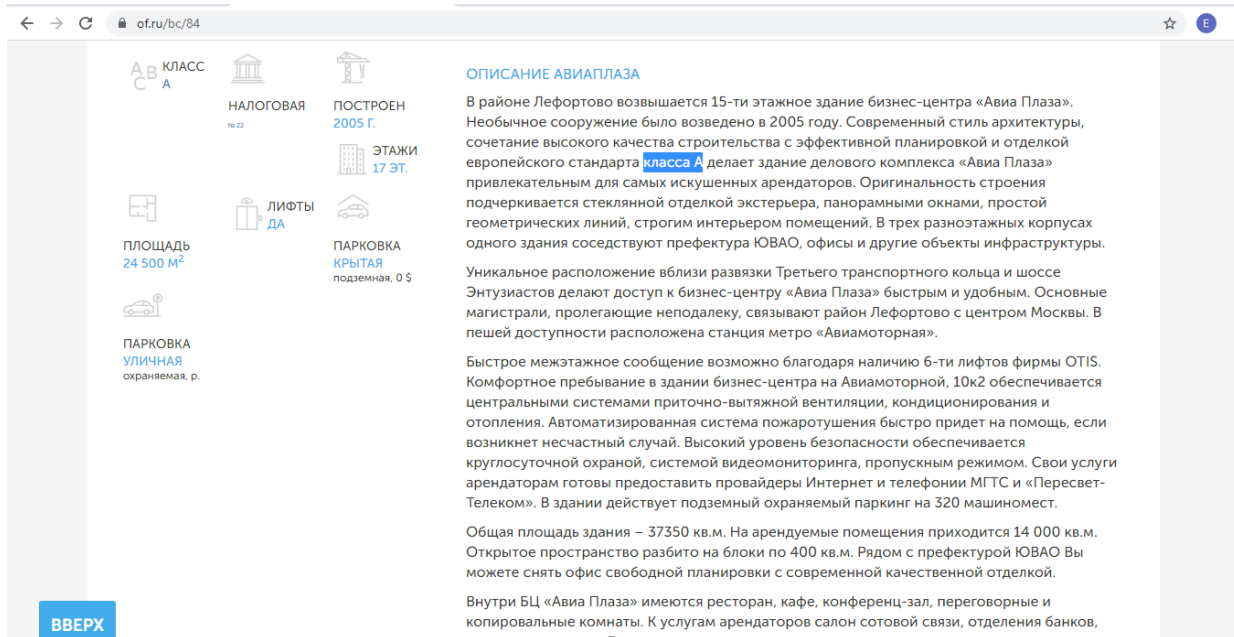 of.ru/bc/84
E
КЛАСС
A
НАЛОГОВАЯ
№ 22
ПОСТРОЕН
2005 Г.
ЭТАЖИ
17 ЭТ.
ЛИФТЫ
ДА
ПЛОЩАДЬ
24 500 М²
ПАРКОВКА
КРЫТАЯ
подземная, 0 $
ПАРКОВКА
УЛИЧНАЯ
охраняемая, р.
ВВЕРХ
ОПИСАНИЕ АВИАПЛАЗА
В районе Лефортово возвышается 15-ти этажное здание бизнес-центра «Авиа Плаза».
Необычное сооружение было возведено в 2005 году. Современный стиль архитектуры,
сочетание высокого качества строительства с эффективной планировкой и отделкой
европейского стандарта класса А делает здание делового комплекса «Авиа Плаза»
привлекательным для самых искушенных арендаторов. Оригинальность строения
подчеркивается стеклянной отделкой экстерьера, панорамными окнами, простой
геометрических линий, строгим интерьером помещений. В трех разноэтажных корпусах
одного здания соседствуют префектура ЮВАО, офисы и другие объекты инфраструктуры.
Уникальное расположение вблизи развязки Третьего транспортного кольца и шоссе
Энтузиастов делают доступ к бизнес-центру «Авиа Плаза» быстрым и удобным. Основные
магистрали, пролегающие неподалеку, связывают район Лефортово с центром Москвы. В
пешей доступности расположена станция метро «Авиамоторная».
Быстрое межэтажное сообщение возможно благодаря наличию 6-ти лифтов фирмы OTIS.
Комфортное пребывание в здании бизнес-центра на Авиамоторной, 10к2 обеспечивается
центральными системами приточно-вытяжной вентиляции, кондиционирования и
отопления. Автоматизированная система пожаротушения быстро придет на помощь, если
возникнет несчастный случай. Высокий уровень безопасности обеспечивается
круглосуточной охраной, системой видеомониторинга, пропускным режимом. Свои услуги
арендаторам готовы предоставить провайдеры Интернет и телефонии МГТС и «Пересвет-
Телеком». В здании действует подземный охраняемый паркинг на 320 машиномест.
Общая площадь здания – 37350 кв.м. На арендуемые помещения приходится 14 000 кв.м.
Открытое пространство разбито на блоки по 400 кв.м. Рядом с префектурой ЮВАО Вы
можете снять офис свободной планировки с современной качественной отделкой.
Внутри БЦ «Авиа Плаза» имеются ресторан, кафе, конференц-зал, переговорные и
копировальные комнаты. К услугам арендаторов салон сотовой связи, отделения банков,